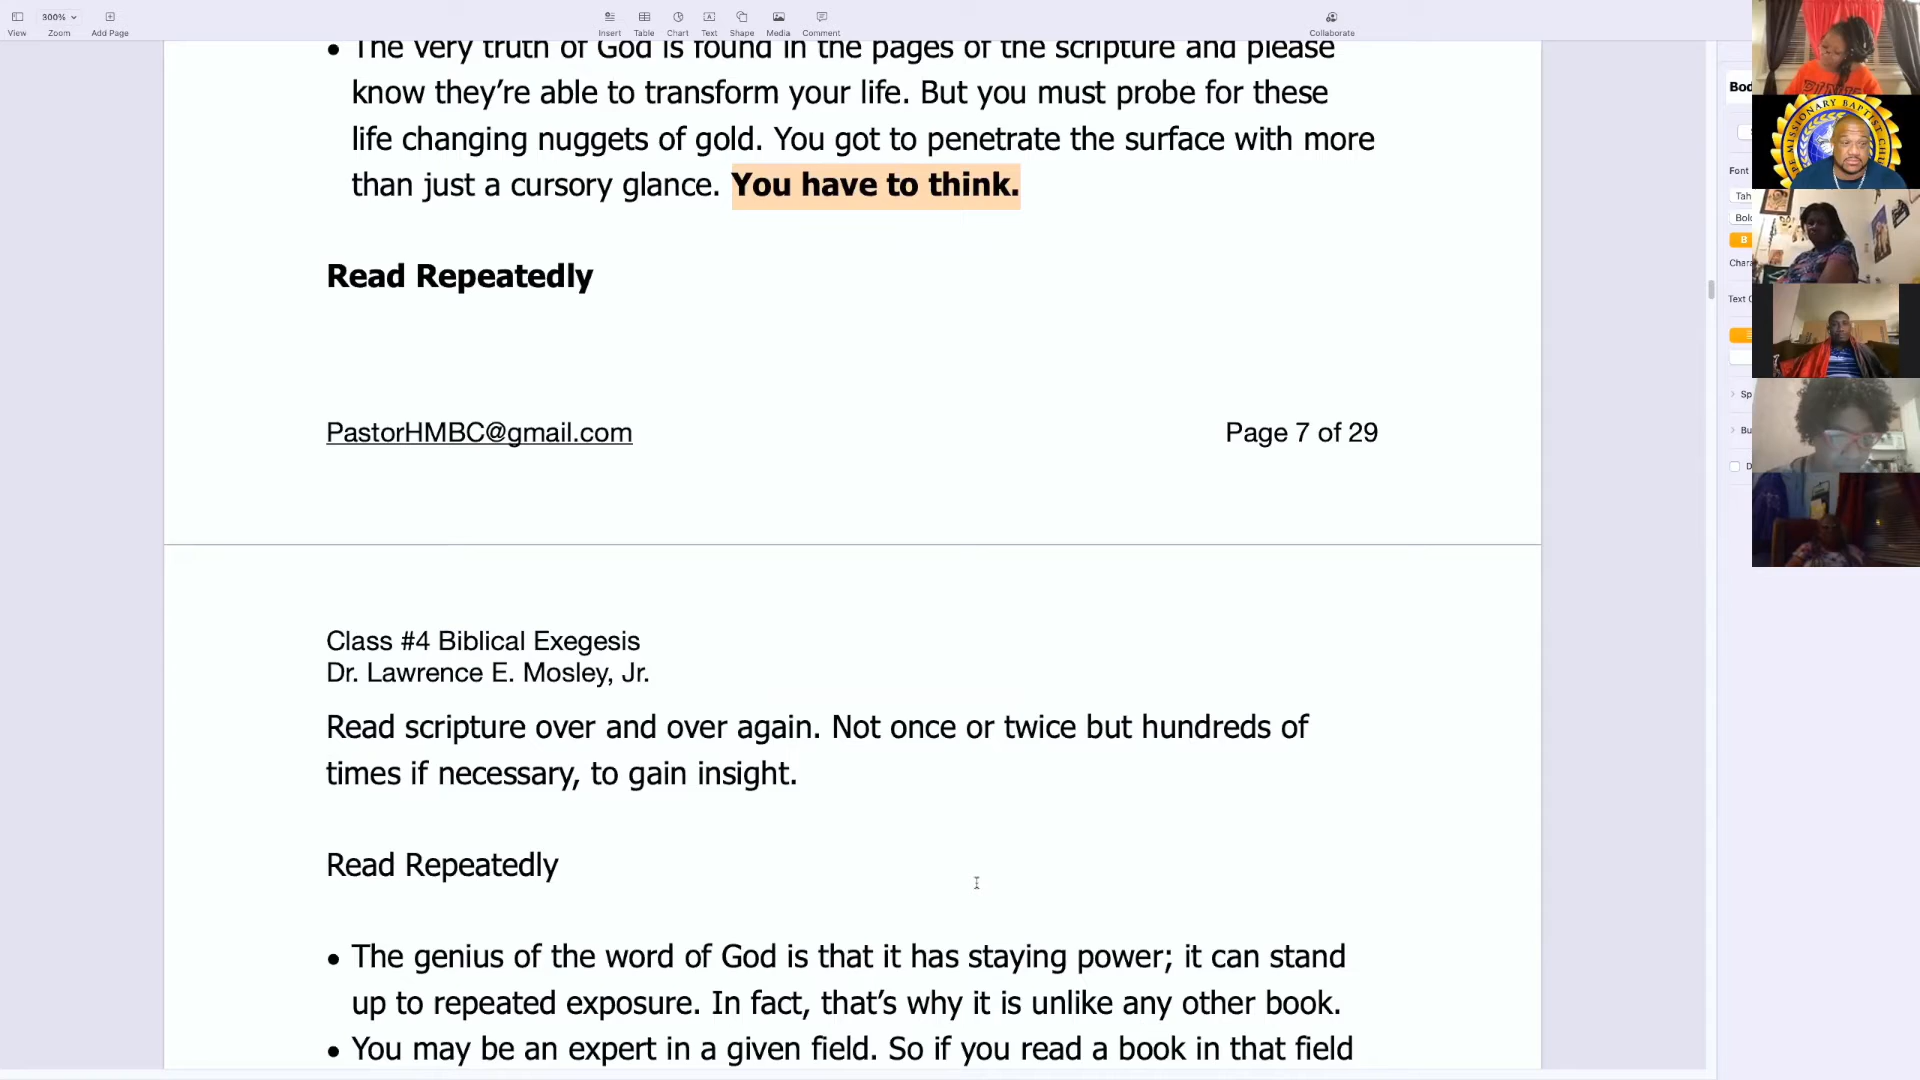 300%
View
Zoom
Add Page
Insert
Table
Chart
Text
Shape
Media
Comment
Collaborate
• The very truth of God is found in the pages of the scripture and please
know they're able to transform your life. But you must probe for these
life changing nuggets of gold. You got to penetrate the surface with more
than just a cursory glance. You have to think.
Read Repeatedly
PastorHMBC@gmail.com
Page 7 of 29
Class #4 Biblical Exegesis
Dr. Lawrence E. Mosley, Jr.
Read scripture over and over again. Not once or twice but hundreds of
times if necessary, to gain insight.
Read Repeatedly
• The genius of the word of God is that it has staying power; it can stand
up to repeated exposure. In fact, that's why it is unlike any other book.
• You may be an expert in a given field. So if you read a book in that field
Font
B
MISSIONARY BAPTIST